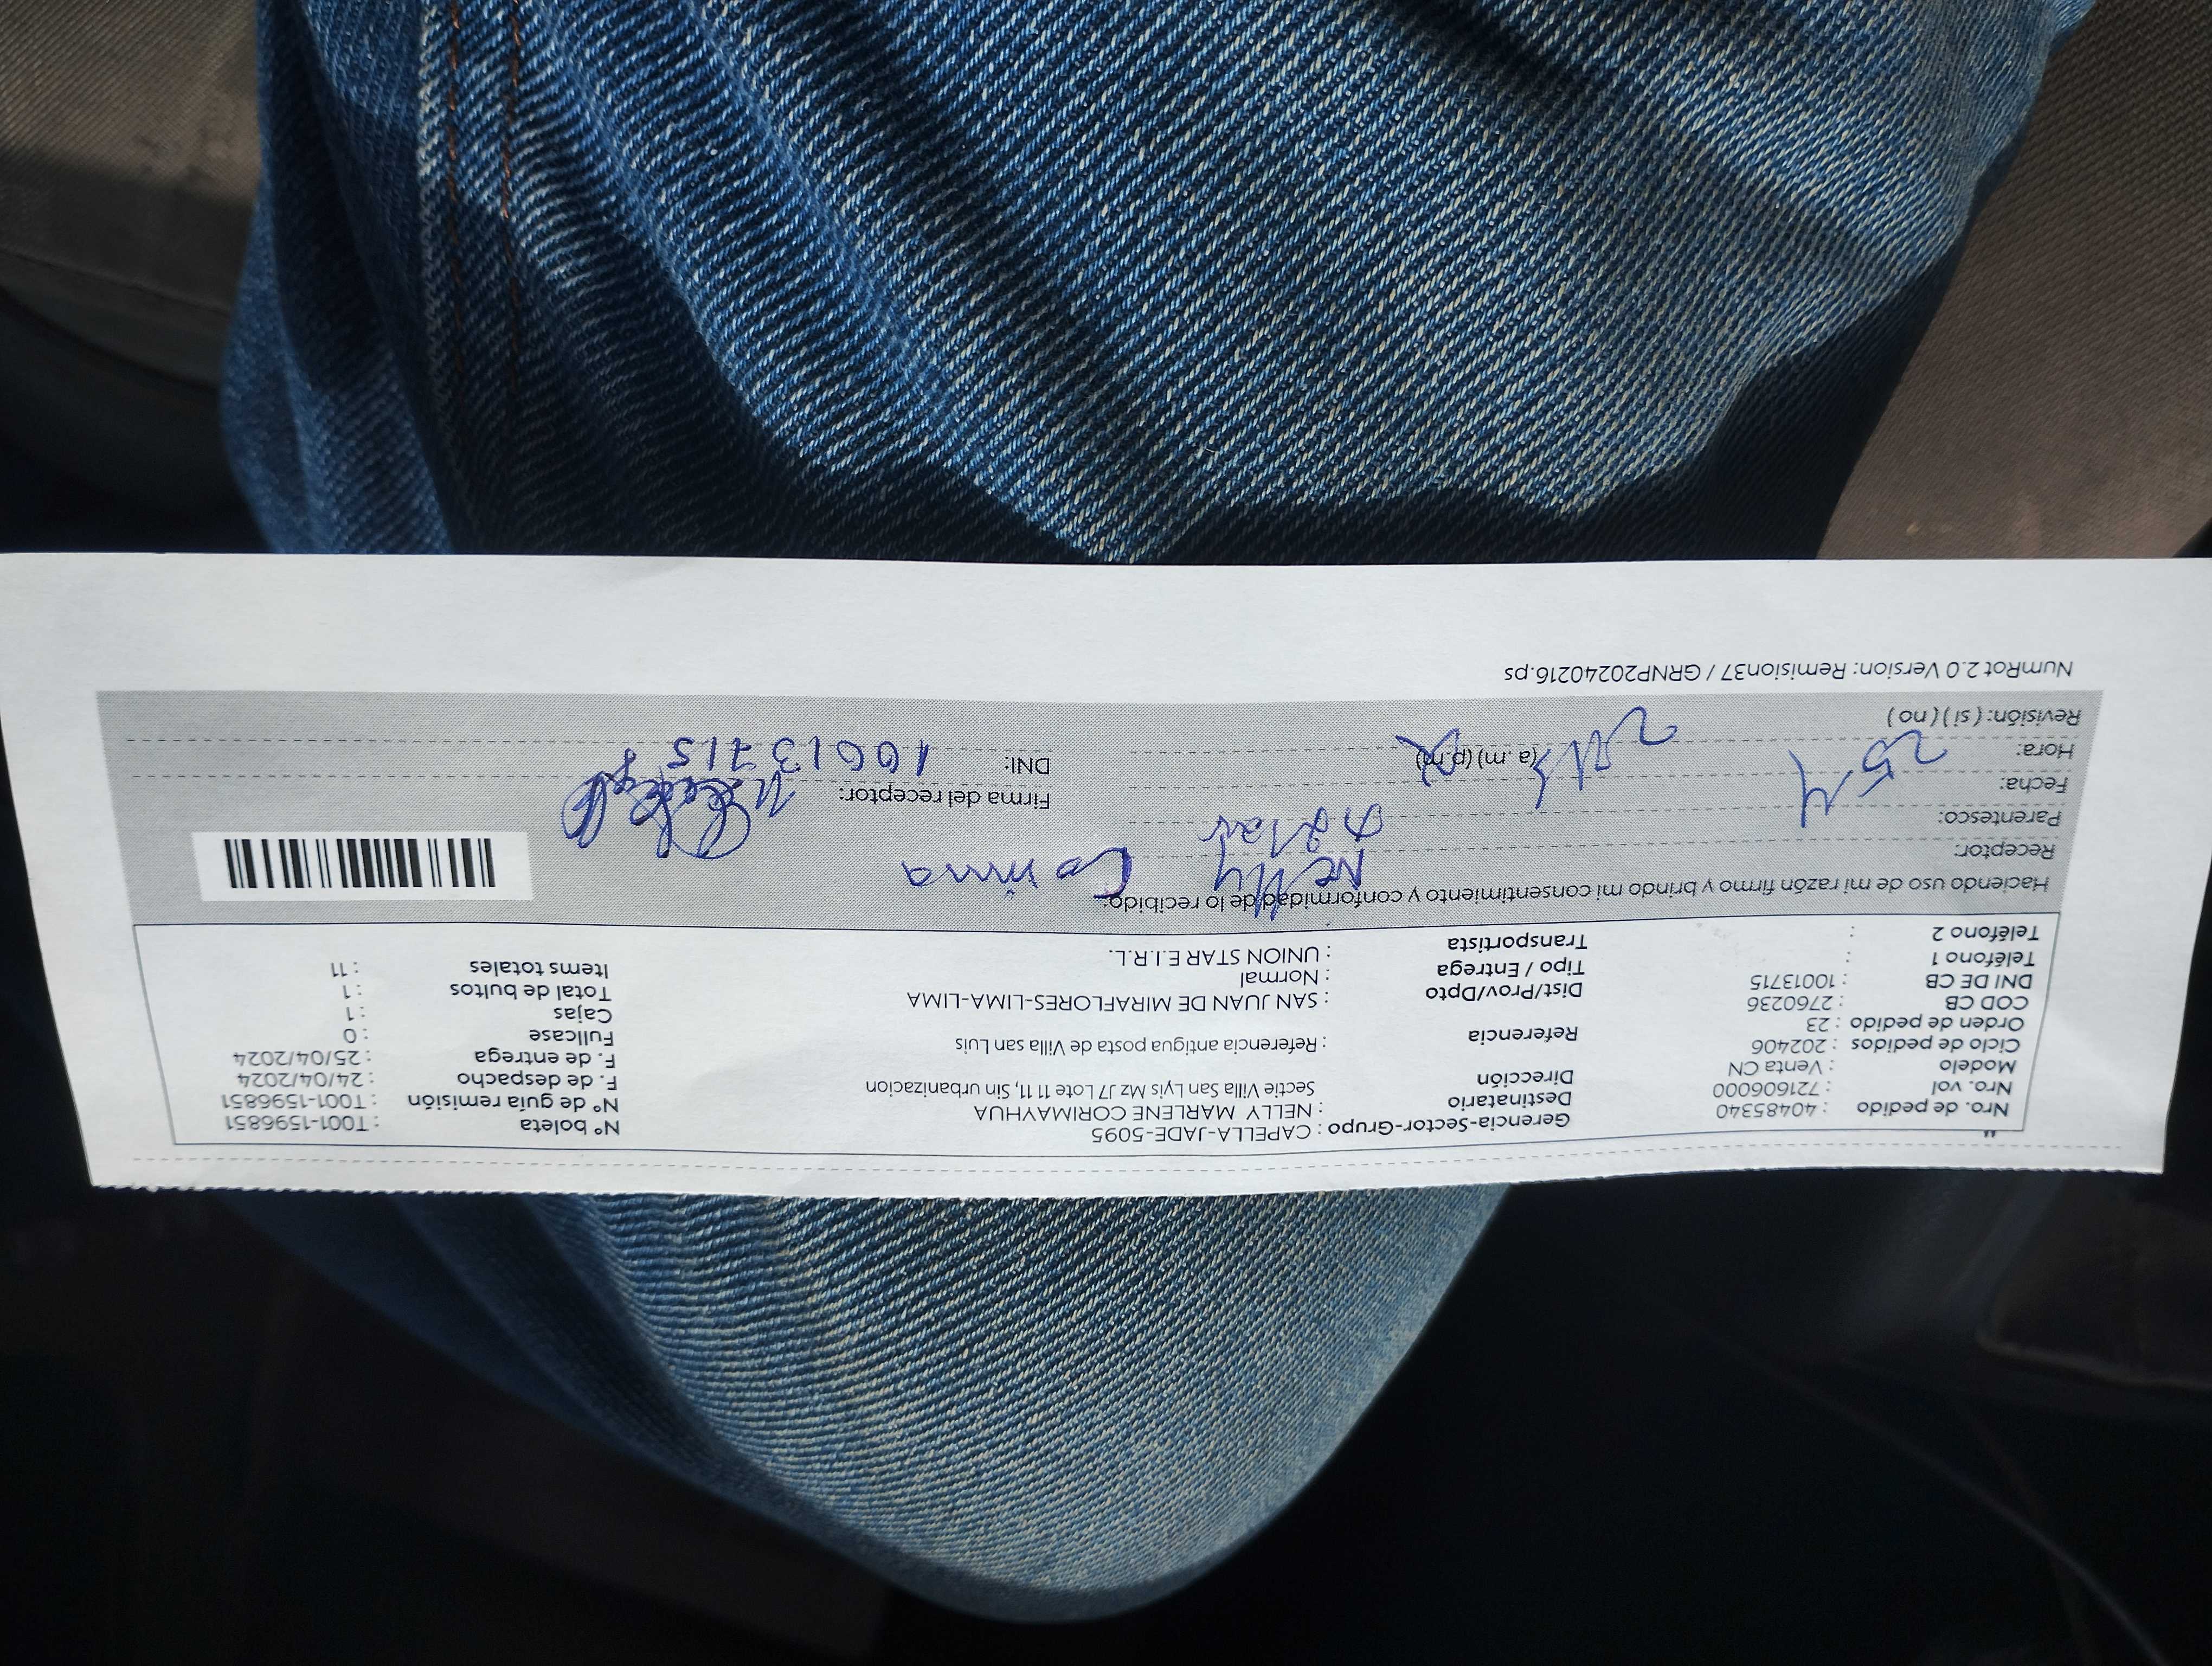 Nro. de pedido : 40485340
Nro. vol : 721606000
Modelo : Venta CN
Ciclo de pedidos : 202406
Orden de pedido : 23
COD CB : 2760236
DNI DE CB : 10013715
Teléfono 1 :
Teléfono 2 :
Gerencia-Sector-Grupo : CAPELLA-JADE-5095
Destinatario : NELLY MARLENE CORIMAYHUA
Dirección Sectie Villa San Lyis Mz J7 Lote 11 11, Sin urbanizacion
Referencia : Referencia antigua posta de Villa san Luis
Dist/Prov/Dpto : SAN JUAN DE MIRAFLORES-LIMA-LIMA
Tipo / Entrega : Normal
Transportista : UNION STAR E.I.R.L.
N° boleta : T001-1596851
N° de guía remisión : T001-1596851
F. de despacho : 24/04/2024
F. de entrega : 25/04/2024
Fullcase : 0
Cajas : 1
Total de bultos : 1
Items totales : 11
Haciendo uso de mi razón firmo y brindo mi consentimiento y conformidad de lo recibido:
Receptor: Nelly
Parentesco:
Fecha: 25
Hora: (a .m) (p.m)
Revisión: ( si ) ( no )
Firma del receptor:
DNI: 10013715
NumRot 2.0 Version: Remision37 / GRNP20240216.ps